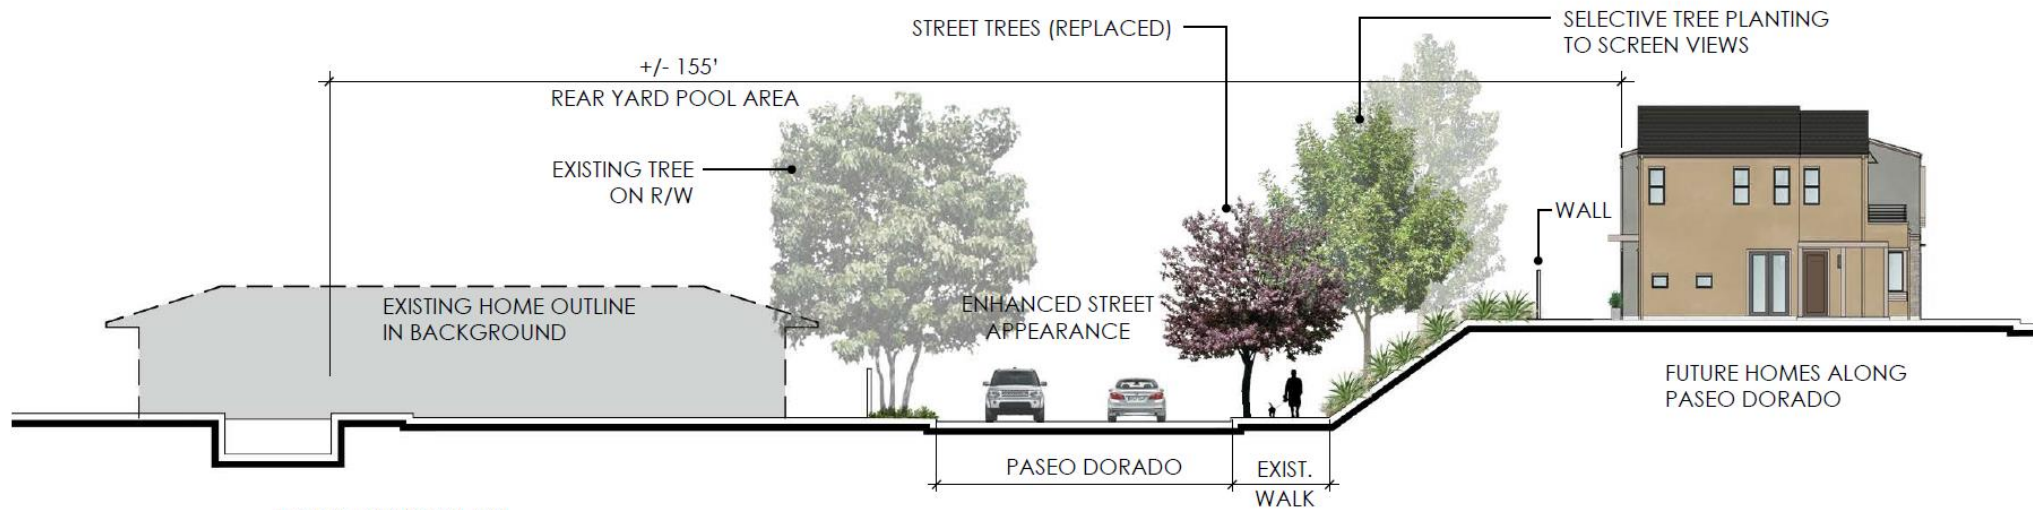 STREET TREES (REPLACED)
SELECTIVE TREE PLANTING
TO SCREEN VIEWS
+/- 155'
REAR YARD POOL AREA
EXISTING TREE
ON R/W
WALL
EXISTING HOME OUTLINE
IN BACKGROUND
ENHANCED STREET
APPEARANCE
FUTURE HOMES ALONG
PASEO DORADO
PASEO DORADO
EXIST.
WALK